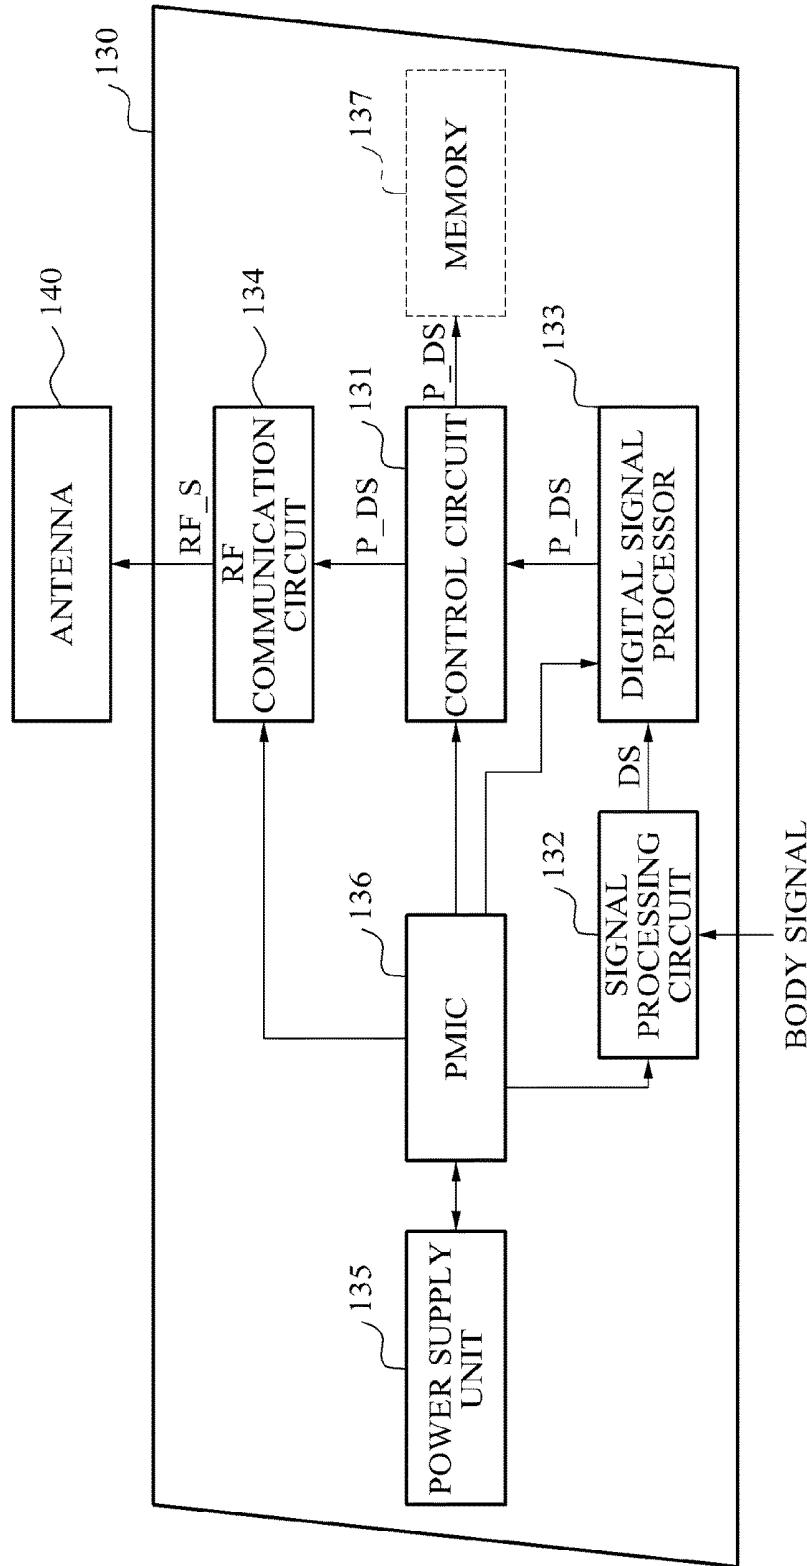 130
140
ANTENNA
RF_S
134
RF
COMMUNICATION
CIRCUIT
P_DS
131
CONTROL CIRCUIT
P_DS
137
MEMORY
P_DS
133
DIGITAL SIGNAL
PROCESSOR
DS
132
SIGNAL
PROCESSING
CIRCUIT
BODY SIGNAL
136
PMIC
135
POWER SUPPLY
UNIT